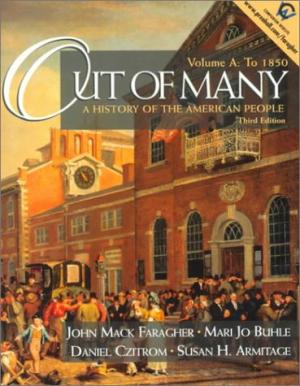 Volume A: To 1850
OUT OF MANY
A HISTORY OF THE AMERICAN PEOPLE
Third Edition
JOHN MACK FARAGHER • MARI JO BUHLE
DANIEL CZITROM • SUSAN H. ARMITAGE